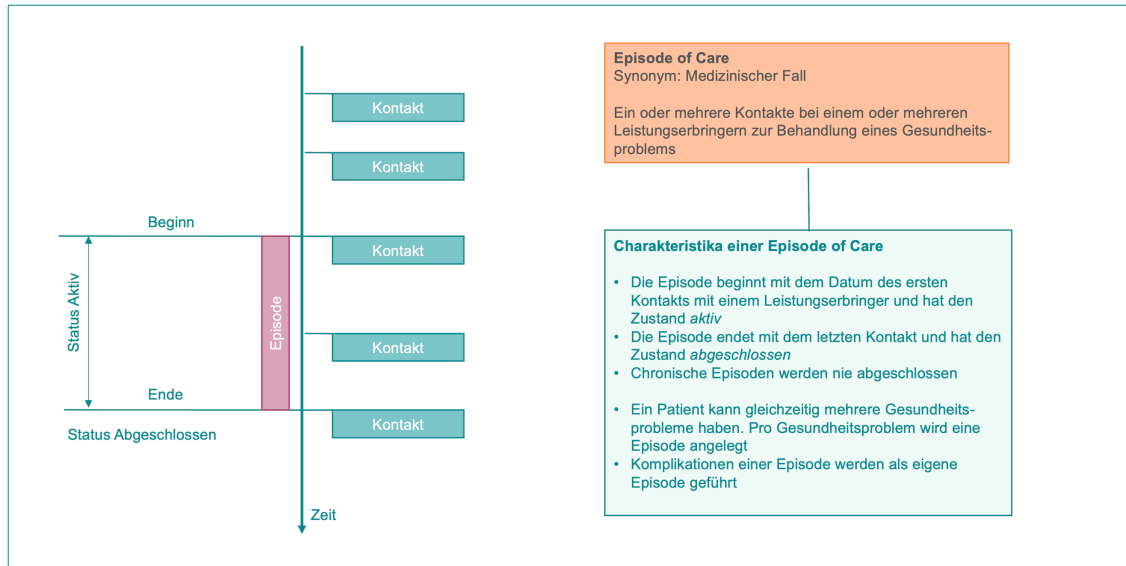 Kontakt
Kontakt
Beginn
Kontakt
Status Aktiv
Episode
Kontakt
Ende
Kontakt
Status Abgeschlossen
Zeit
Episode of Care
Synonym: Medizinischer Fall
Ein oder mehrere Kontakte bei einem oder mehreren
Leistungserbringern zur Behandlung eines Gesundheits-
problems
Charakteristika einer Episode of Care
• Die Episode beginnt mit dem Datum des ersten
Kontakts mit einem Leistungserbringer und hat den
Zustand aktiv
• Die Episode endet mit dem letzten Kontakt und hat den
Zustand abgeschlossen
• Chronische Episoden werden nie abgeschlossen
• Ein Patient kann gleichzeitig mehrere Gesundheits-
probleme haben. Pro Gesundheitsproblem wird eine
Episode angelegt
• Komplikationen einer Episode werden als eigene
Episode geführt